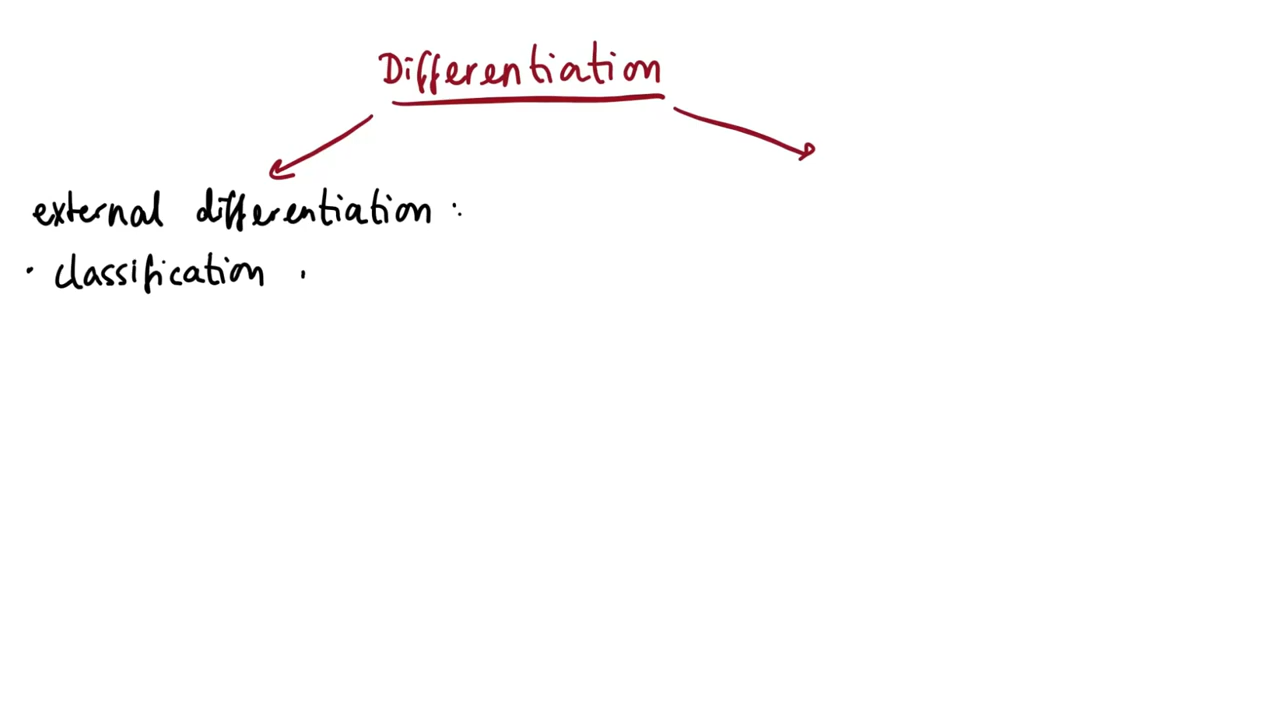 Differentiation
external differentiation :
· classification